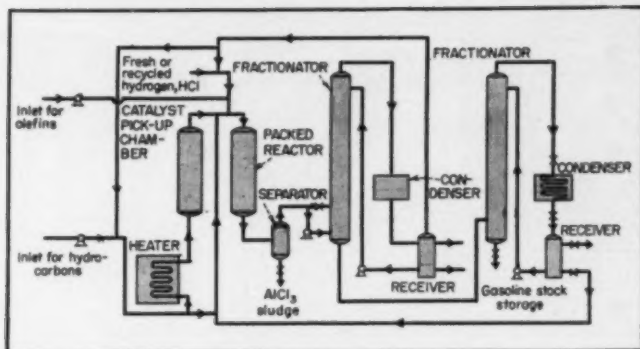 FRACTIONATOR
FRACTIONATOR
Fresh or
recycled
hydrogen,HCl
Inlet for
olefins
CATALYST
PICK-UP
CHAM-
BER
PACKED
REACTOR
SEPARATOR
CON-
DENSER
CONDENSER
RECEIVER
Inlet for hydro-
carbons
HEATER
AlCl3
sludge
RECEIVER
Gasoline stock
storage